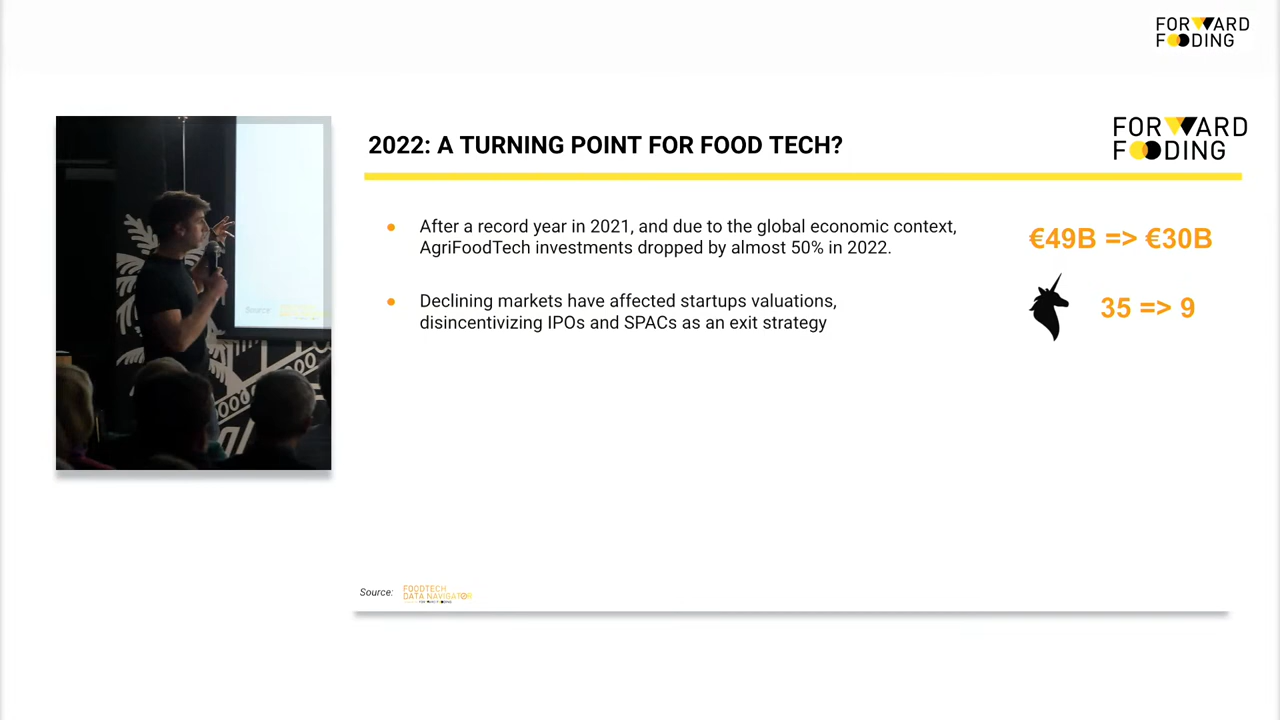 FORWARD
FOODING
2022: A TURNING POINT FOR FOOD TECH?
FORWARD
FOODING
● After a record year in 2021, and due to the global economic context,
AgriFoodTech investments dropped by almost 50% in 2022.
€49B => €30B
● Declining markets have affected startups valuations,
disincentivizing IPOs and SPACs as an exit strategy
35 => 9
Source:
Source:
FOODTECH
DATA NAVIGATOR